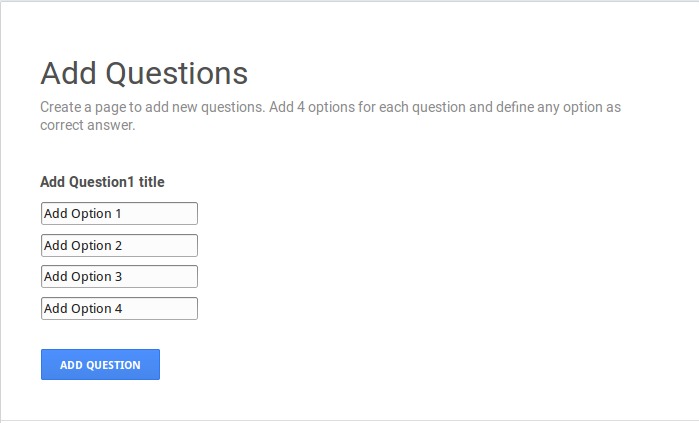 Add Questions
Create a page to add new questions. Add 4 options for each question and define any option as
correct answer.
Add Question1 title
Add Option 1
Add Option 2
Add Option 3
Add Option 4
ADD QUESTION